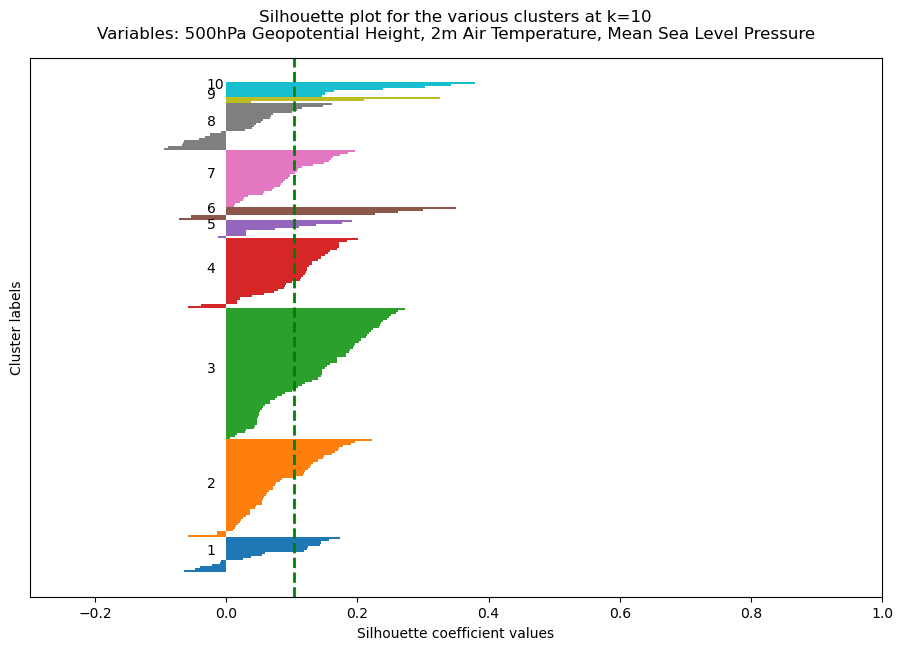 Silhouette plot for the various clusters at k=10
Variables: 500hPa Geopotential Height, 2m Air Temperature, Mean Sea Level Pressure
10
9
8
7
6
5
4
3
2
1
Cluster labels
−0.2 0.0 0.2 0.4 0.6 0.8 1.0
Silhouette coefficient values